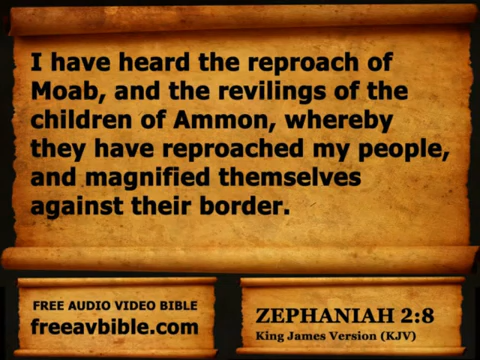 I have heard the reproach of
Moab, and the revilings of the
children of Ammon, whereby
they have reproached my people,
and magnified themselves
against their border.
FREE AUDIO VIDEO BIBLE
freeavbible.com
ZEPHANIAH 2:8
King James Version (KJV)